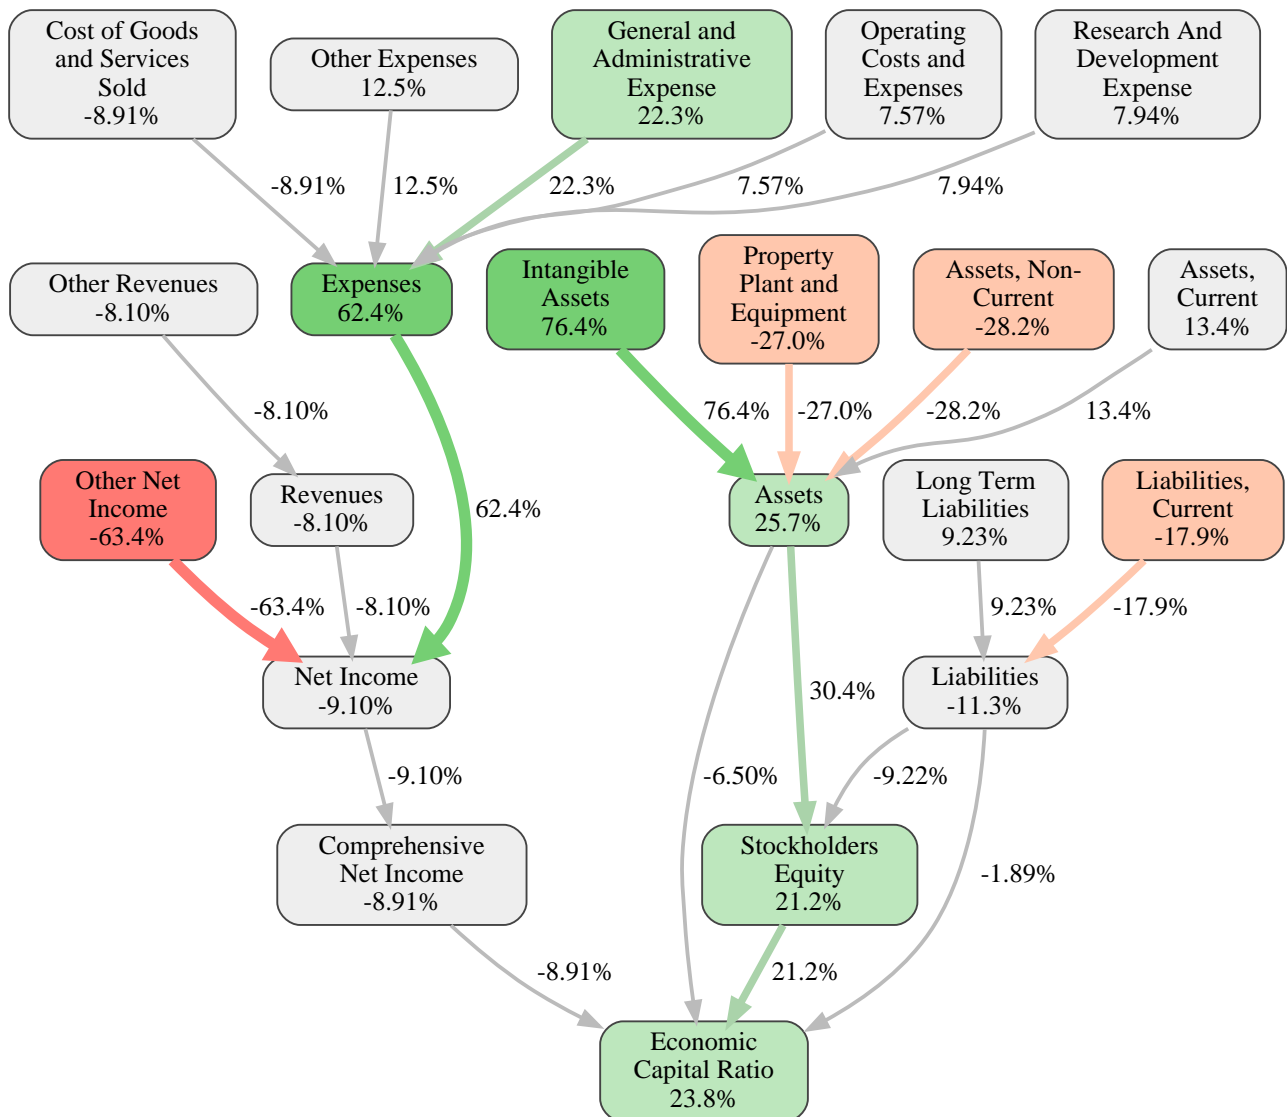 Cost of Goods
and Services
Sold
-8.91%
Other Expenses
12.5%
General and
Administrative
Expense
22.3%
Operating
Costs and
Expenses
7.57%
Research And
Development
Expense
7.94%
-8.91%
12.5%
22.3%
7.57%
7.94%
Other Revenues
-8.10%
Expenses
62.4%
Intangible
Assets
76.4%
Property
Plant and
Equipment
-27.0%
Assets, Non-
Current
-28.2%
Assets,
Current
13.4%
-8.10%
76.4%
-27.0%
-28.2%
13.4%
Other Net
Income
-63.4%
Revenues
-8.10%
62.4%
Assets
25.7%
Long Term
Liabilities
9.23%
Liabilities,
Current
-17.9%
-63.4%
-8.10%
9.23%
-17.9%
Net Income
-9.10%
30.4%
Liabilities
-11.3%
-9.10%
-6.50%
-9.22%
Comprehensive
Net Income
-8.91%
Stockholders
Equity
21.2%
-1.89%
-8.91%
21.2%
Economic
Capital Ratio
23.8%